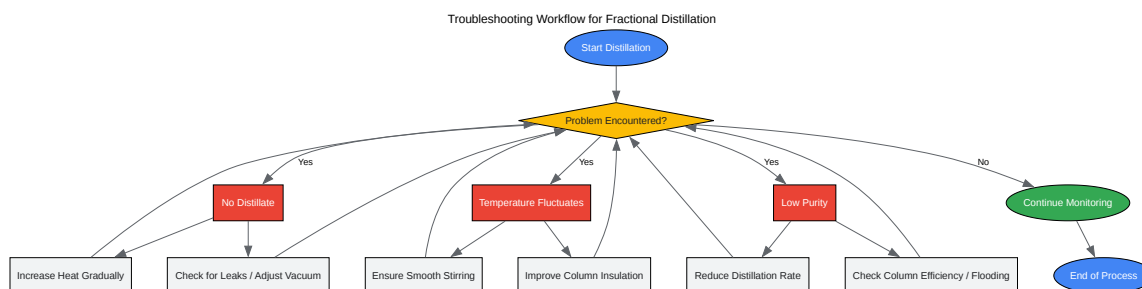 Troubleshooting Workflow for Fractional Distillation
Start Distillation
Problem Encountered?
Yes
Yes
Yes
No
No Distillate
Temperature Fluctuates
Low Purity
Continue Monitoring
Increase Heat Gradually
Check for Leaks / Adjust Vacuum
Ensure Smooth Stirring
Improve Column Insulation
Reduce Distillation Rate
Check Column Efficiency / Flooding
End of Process